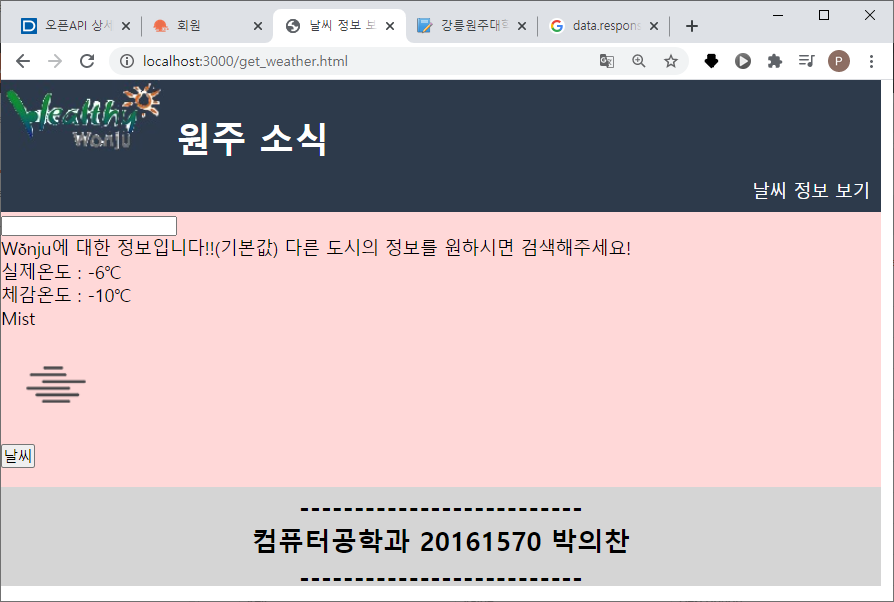 오픈API 상세
회원
날씨 정보 보
강릉원주대학
data.respons
localhost:3000/get_weather.html
P
Wealthy
Wonju
원주 소식
날씨 정보 보기
Wŏnju에 대한 정보입니다!!(기본값) 다른 도시의 정보를 원하시면 검색해주세요!
실제온도 : -6℃
체감온도 : -10℃
Mist
날씨
--------------------------
컴퓨터공학과 20161570 박의찬
--------------------------